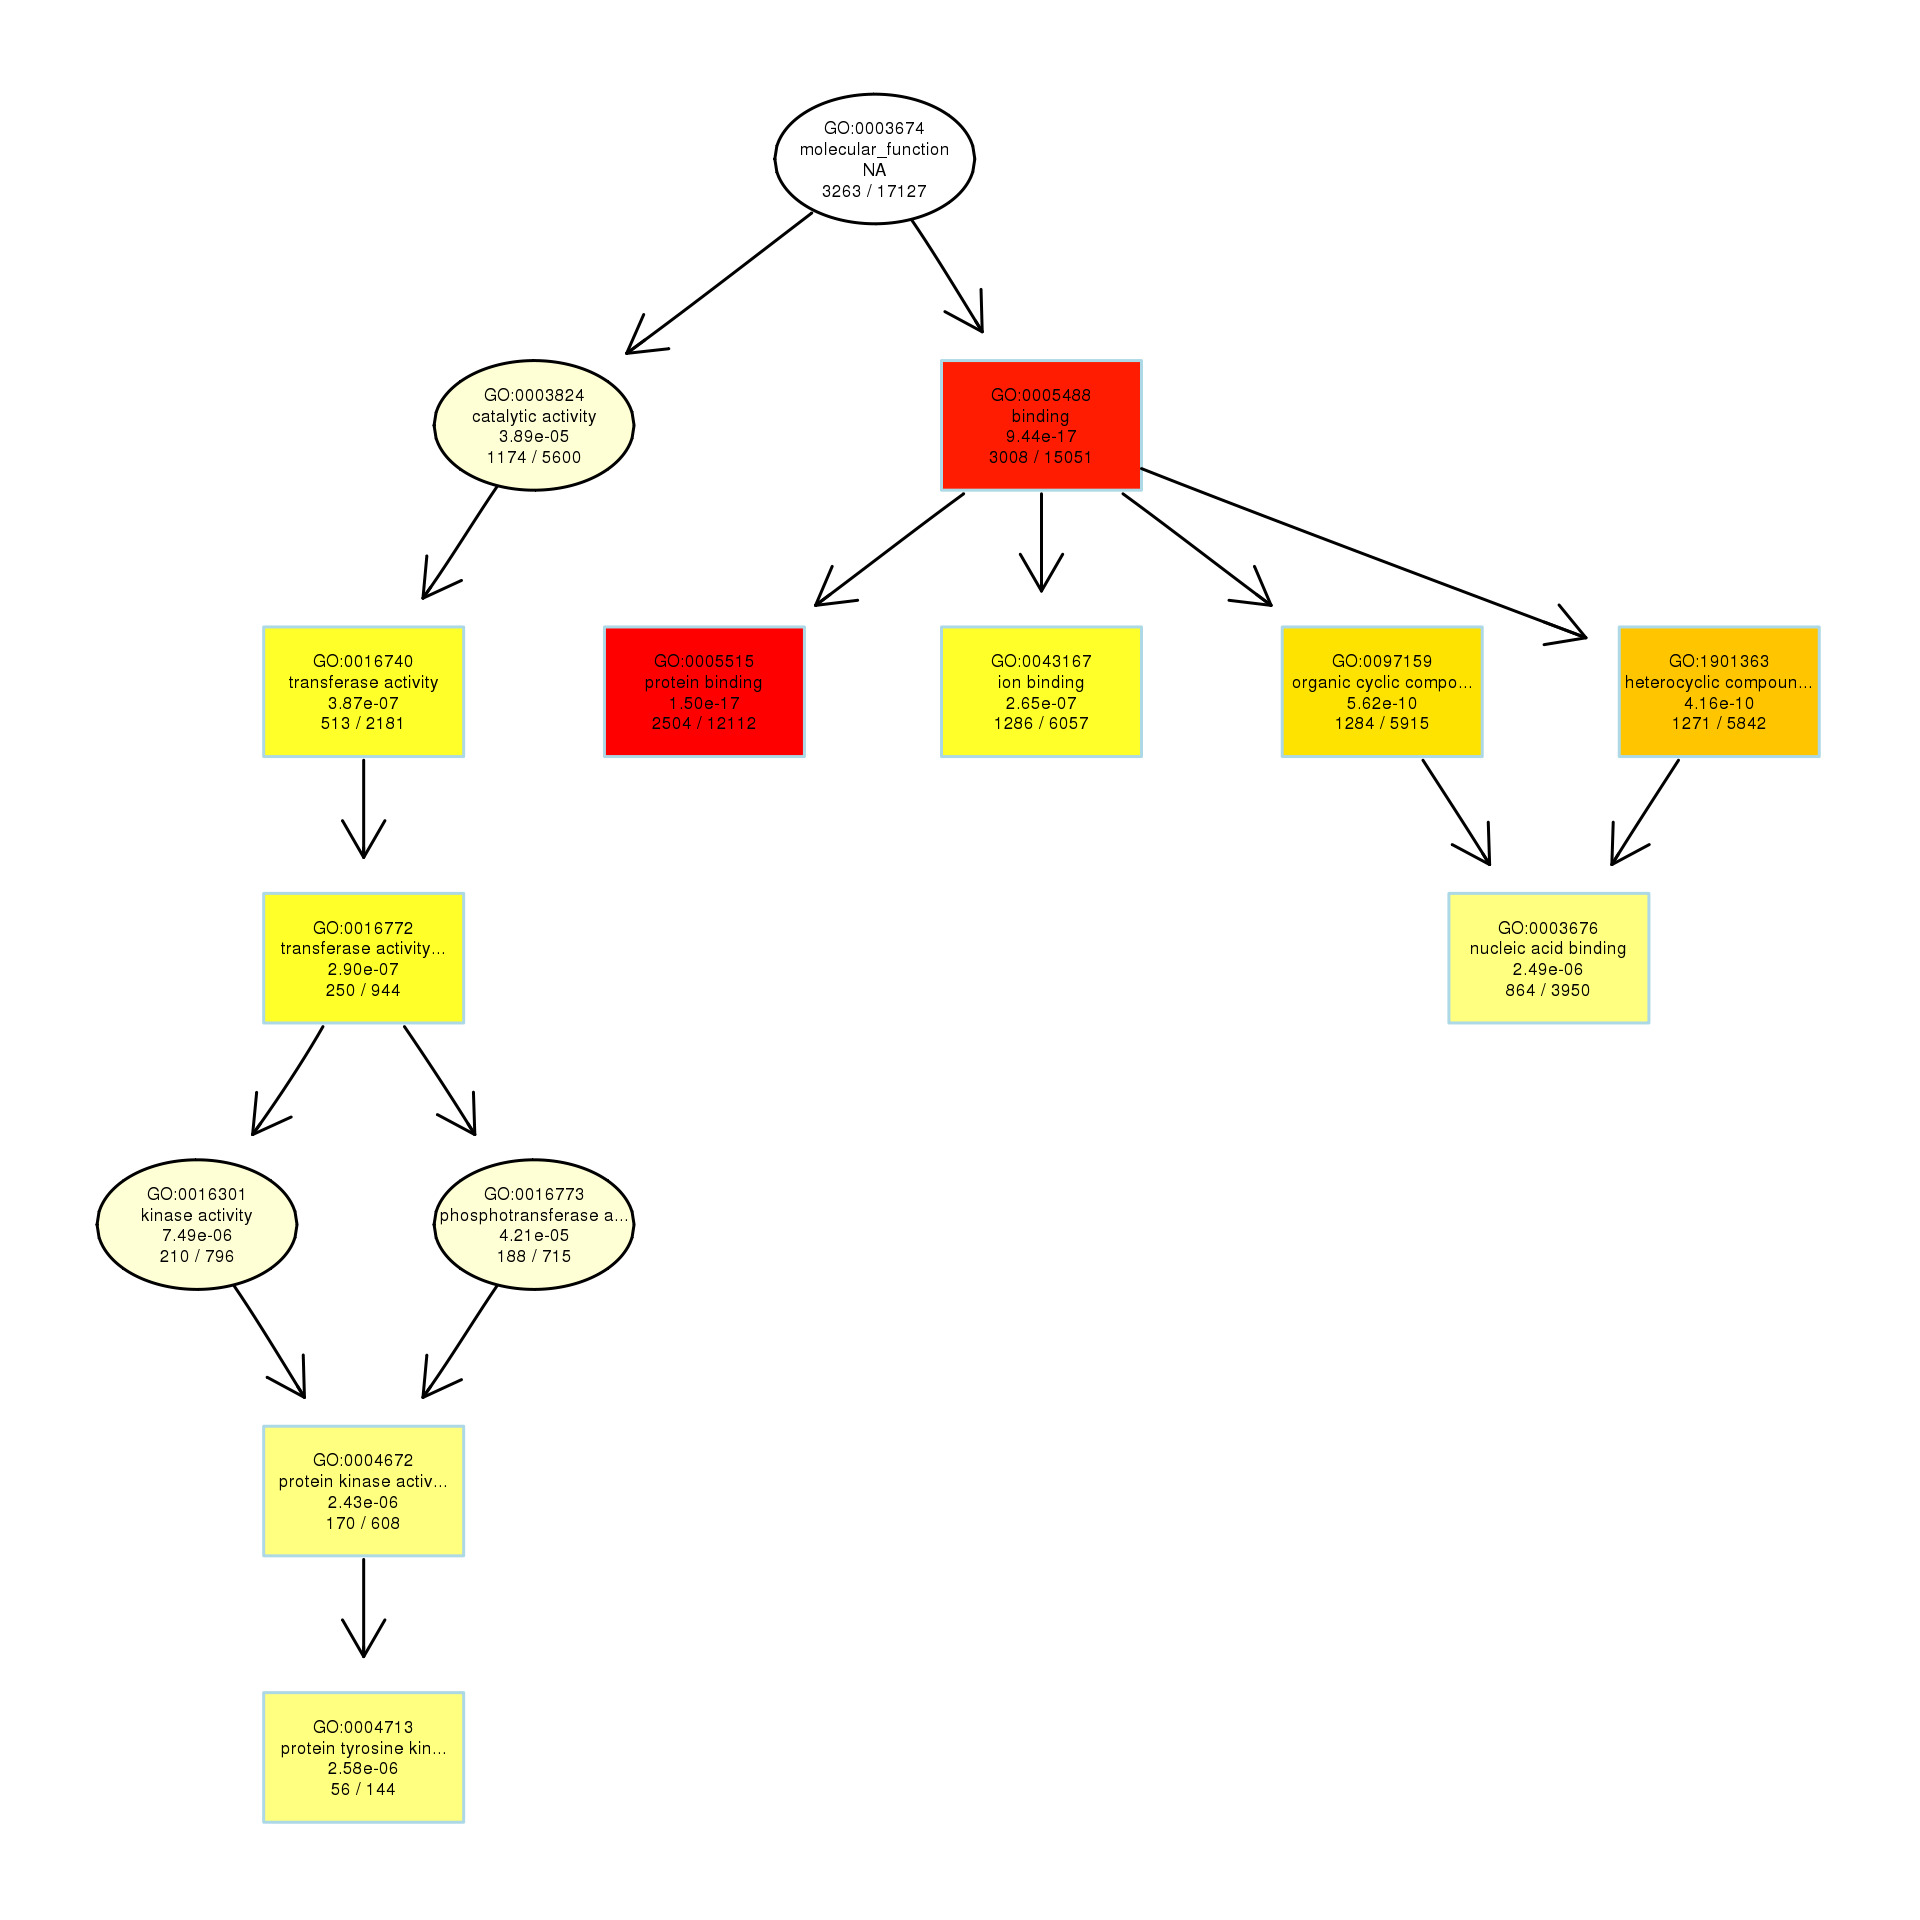 GO:0003674
molecular_function
NA
3263 / 17127
GO:0003824
catalytic activity
3.89e-05
1174 / 5600
GO:0005488
binding
9.44e-17
3008 / 15051
GO:0016740
transferase activity
3.87e-07
513 / 2181
GO:0005515
protein binding
1.50e-17
2504 / 12112
GO:0043167
ion binding
2.65e-07
1286 / 6057
GO:0097159
organic cyclic compo...
5.62e-10
1284 / 5915
GO:1901363
heterocyclic compoun...
4.16e-10
1271 / 5842
GO:0016772
transferase activity...
2.90e-07
250 / 944
GO:0003676
nucleic acid binding
2.49e-06
864 / 3950
GO:0016301
kinase activity
7.49e-06
210 / 796
GO:0016773
phosphotransferase a...
4.21e-05
188 / 715
GO:0004672
protein kinase activ...
2.43e-06
170 / 608
GO:0004713
protein tyrosine kin...
2.58e-06
56 / 144